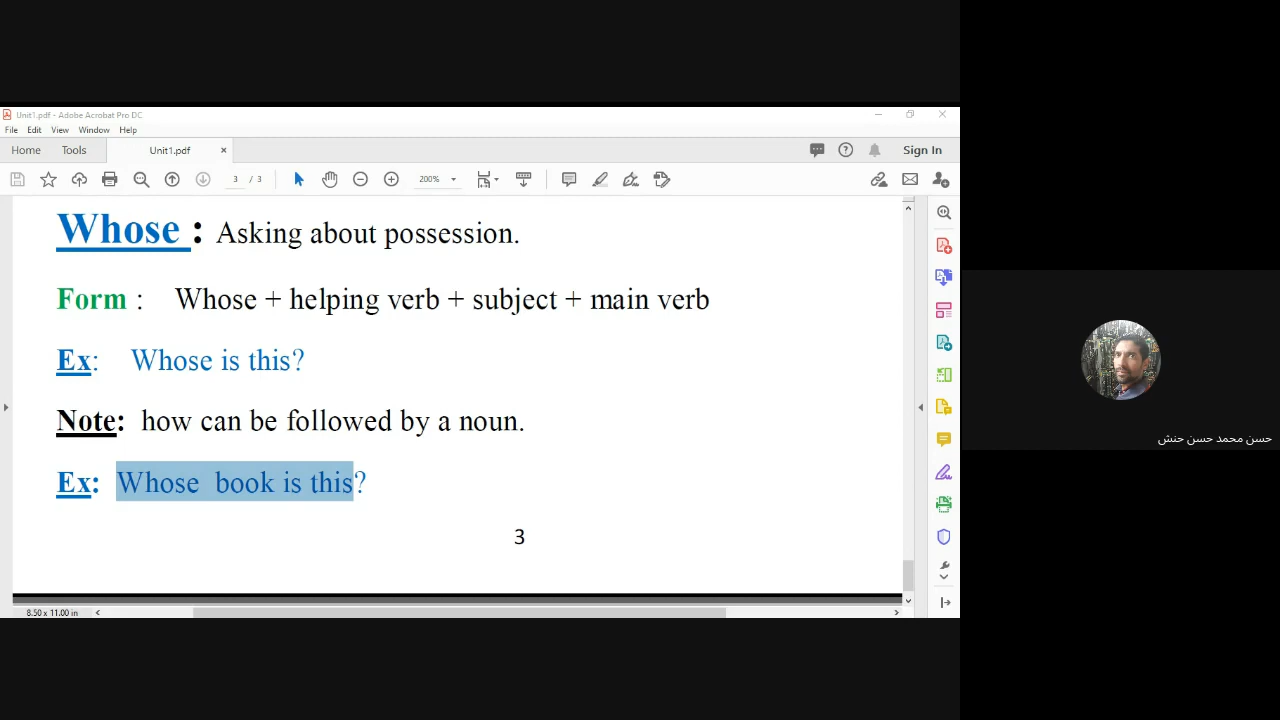 Unit1.pdf - Adobe Acrobat Pro DC
File Edit View Window Help
Home Tools Unit1.pdf × Sign In
3 / 3 200%
Whose : Asking about possession.
Form : Whose + helping verb + subject + main verb
Ex: Whose is this?
Note: how can be followed by a noun.
Ex: Whose book is this?
3
8.50 x 11.00 in
حسن محمد حسن حنش